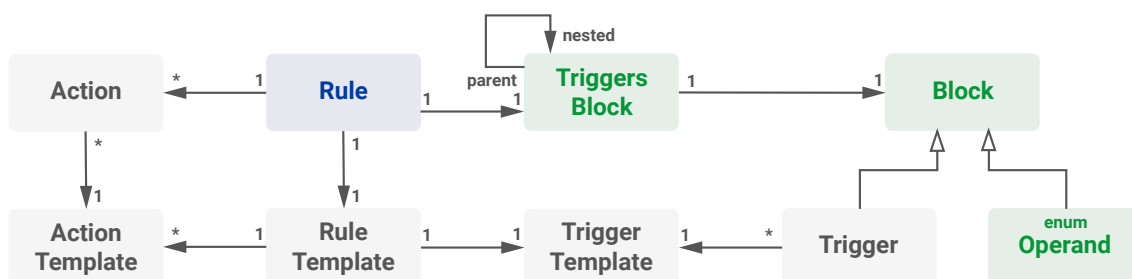 nested
parent
Action
*
1
Rule
1
1
Triggers
Block
1
1
Block
*
1
1
1
Action
Template
*
1
Rule
Template
1
1
Trigger
Template
1
*
Trigger
enum
Operand